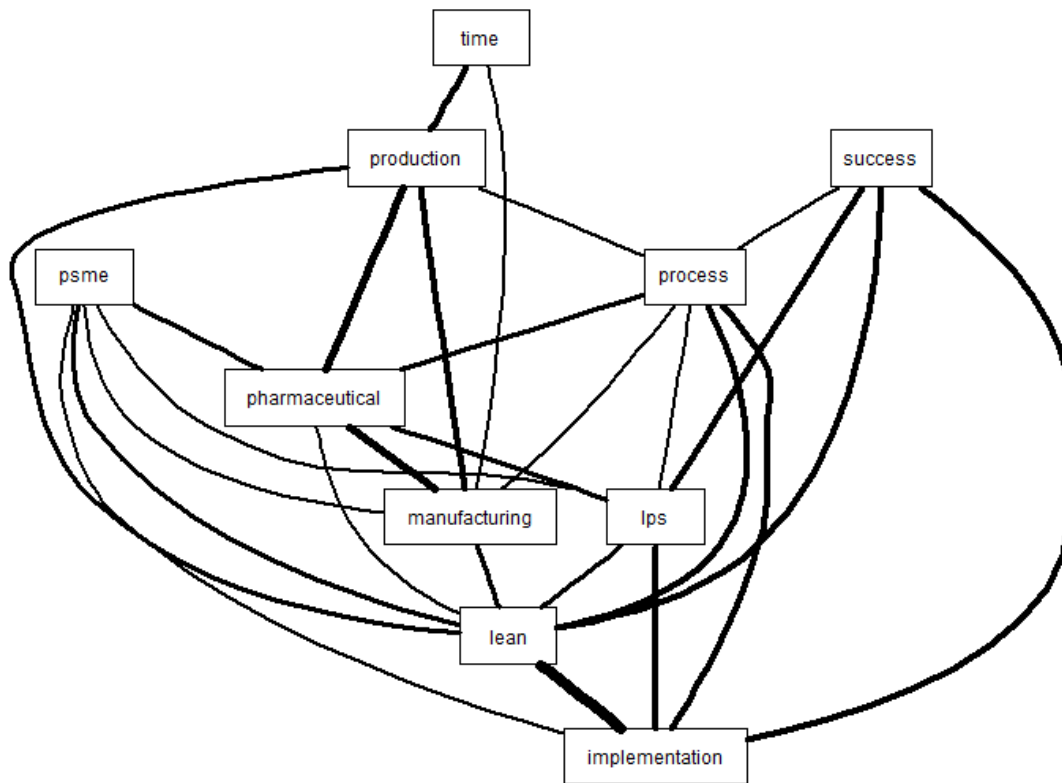 time
production
success
psme
process
pharmaceutical
manufacturing
lps
lean
implementation